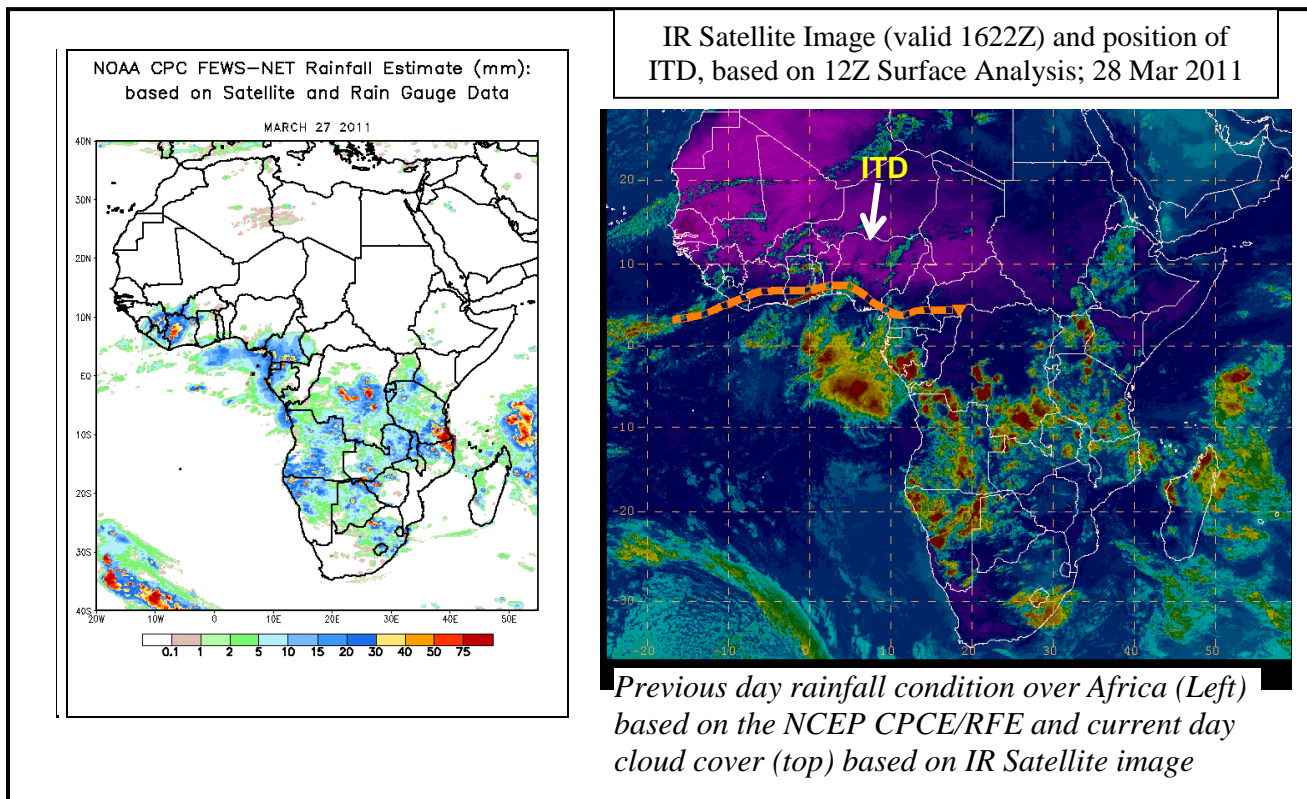 NOAA CPC FEWS-NET Rainfall Estimate (mm):
based on Satellite and Rain Gauge Data
MARCH 27 2011
40N
30N
20N
10N
EQ
10S
20S
30S
40S
20W 10W 0 10E 20E 30E 40E 50E
0.1 1 2 5 10 15 20 30 40 50 75
IR Satellite Image (valid 1622Z) and position of
ITD, based on 12Z Surface Analysis; 28 Mar 2011
ITD
20
10
0
-10
-20
-30
-20 -10 0 10 20 30 40 50
Previous day rainfall condition over Africa (Left)
based on the NCEP CPCE/RFE and current day
cloud cover (top) based on IR Satellite image